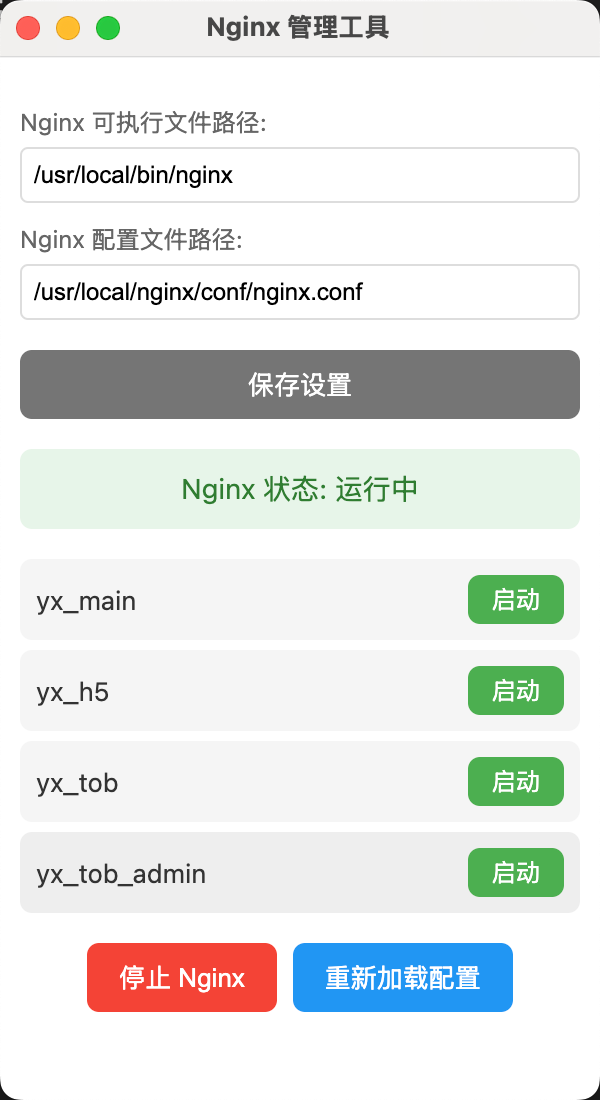 Nginx 管理工具
Nginx 可执行文件路径:
/usr/local/bin/nginx
Nginx 配置文件路径:
/usr/local/nginx/conf/nginx.conf
保存设置
Nginx 状态: 运行中
yx_main 启动
yx_h5 启动
yx_tob 启动
yx_tob_admin 启动
停止 Nginx 重新加载配置